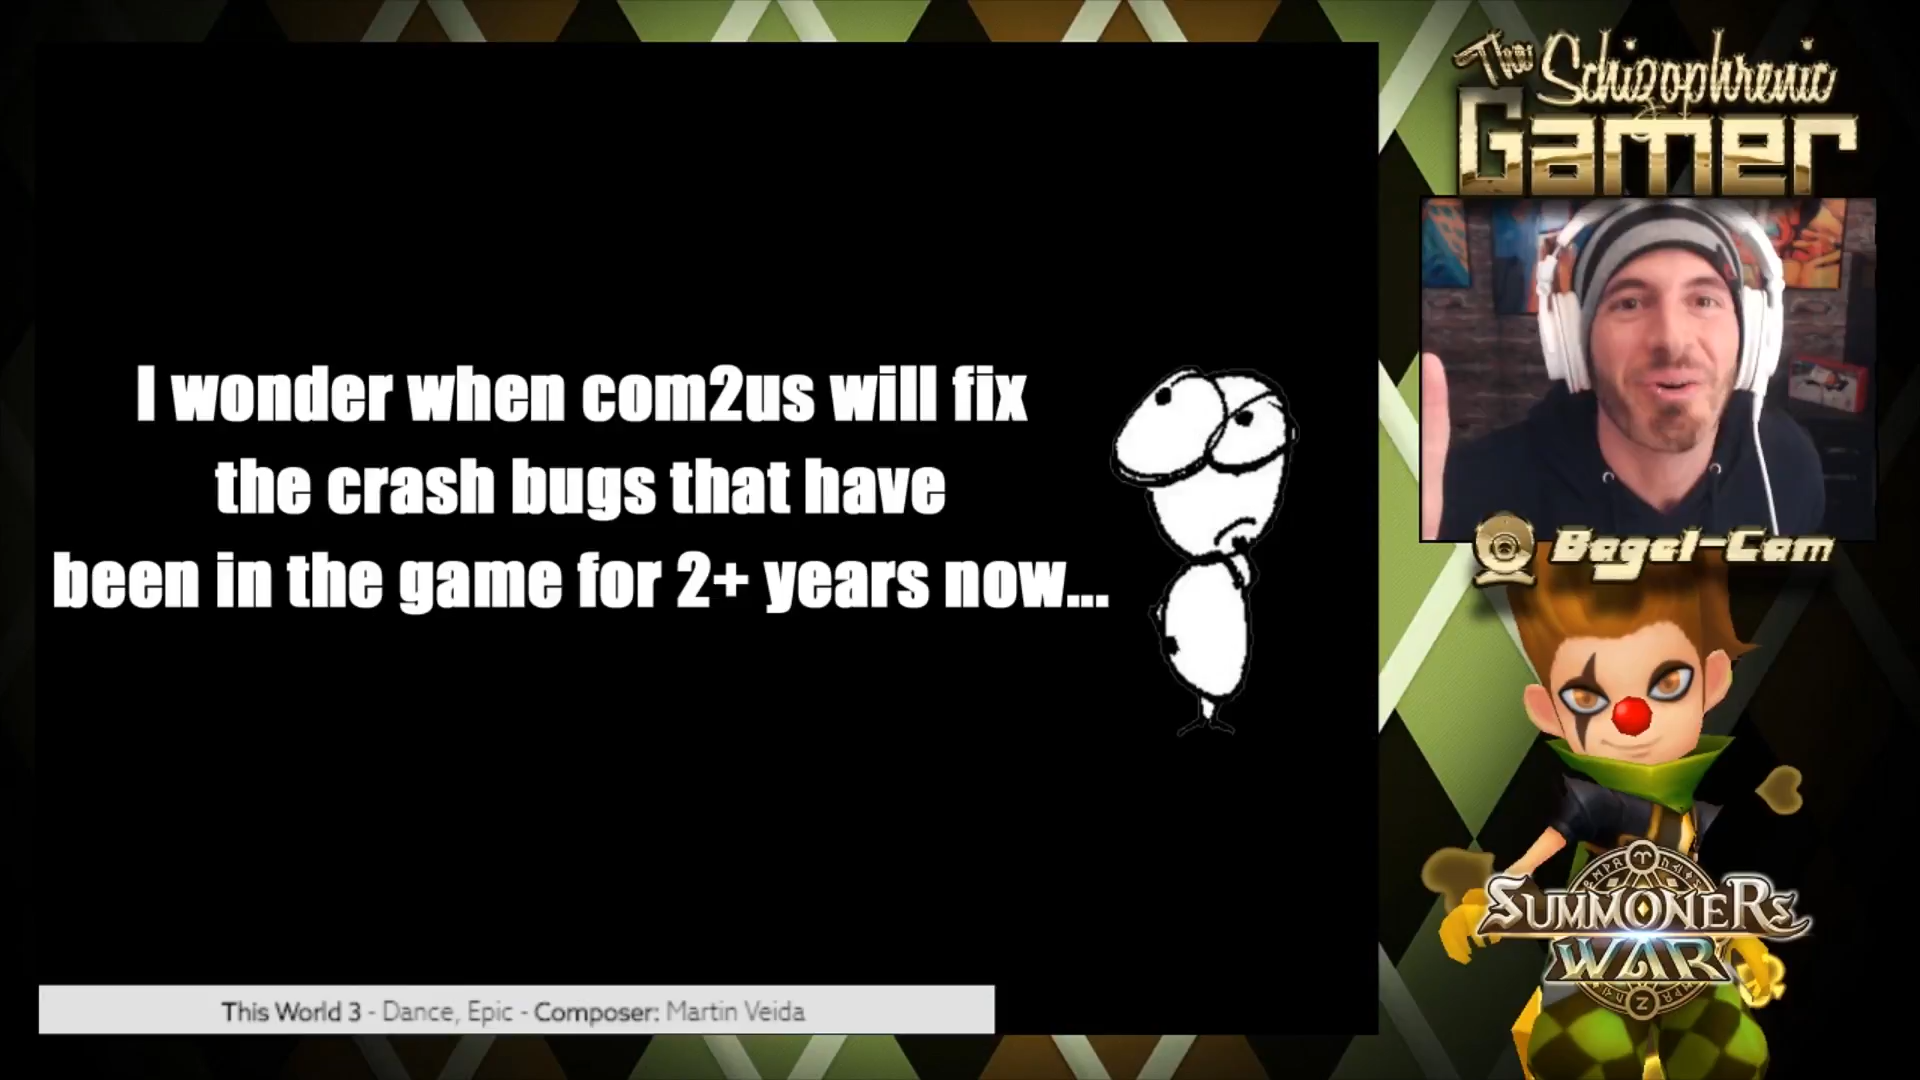 The Schizophrenic
Gamer
I wonder when com2us will fix
the crash bugs that have
been in the game for 2+ years now...
Bagel-Cam
SUMMONERS
WAR
This World 3 - Dance, Epic - Composer: Martin Veida